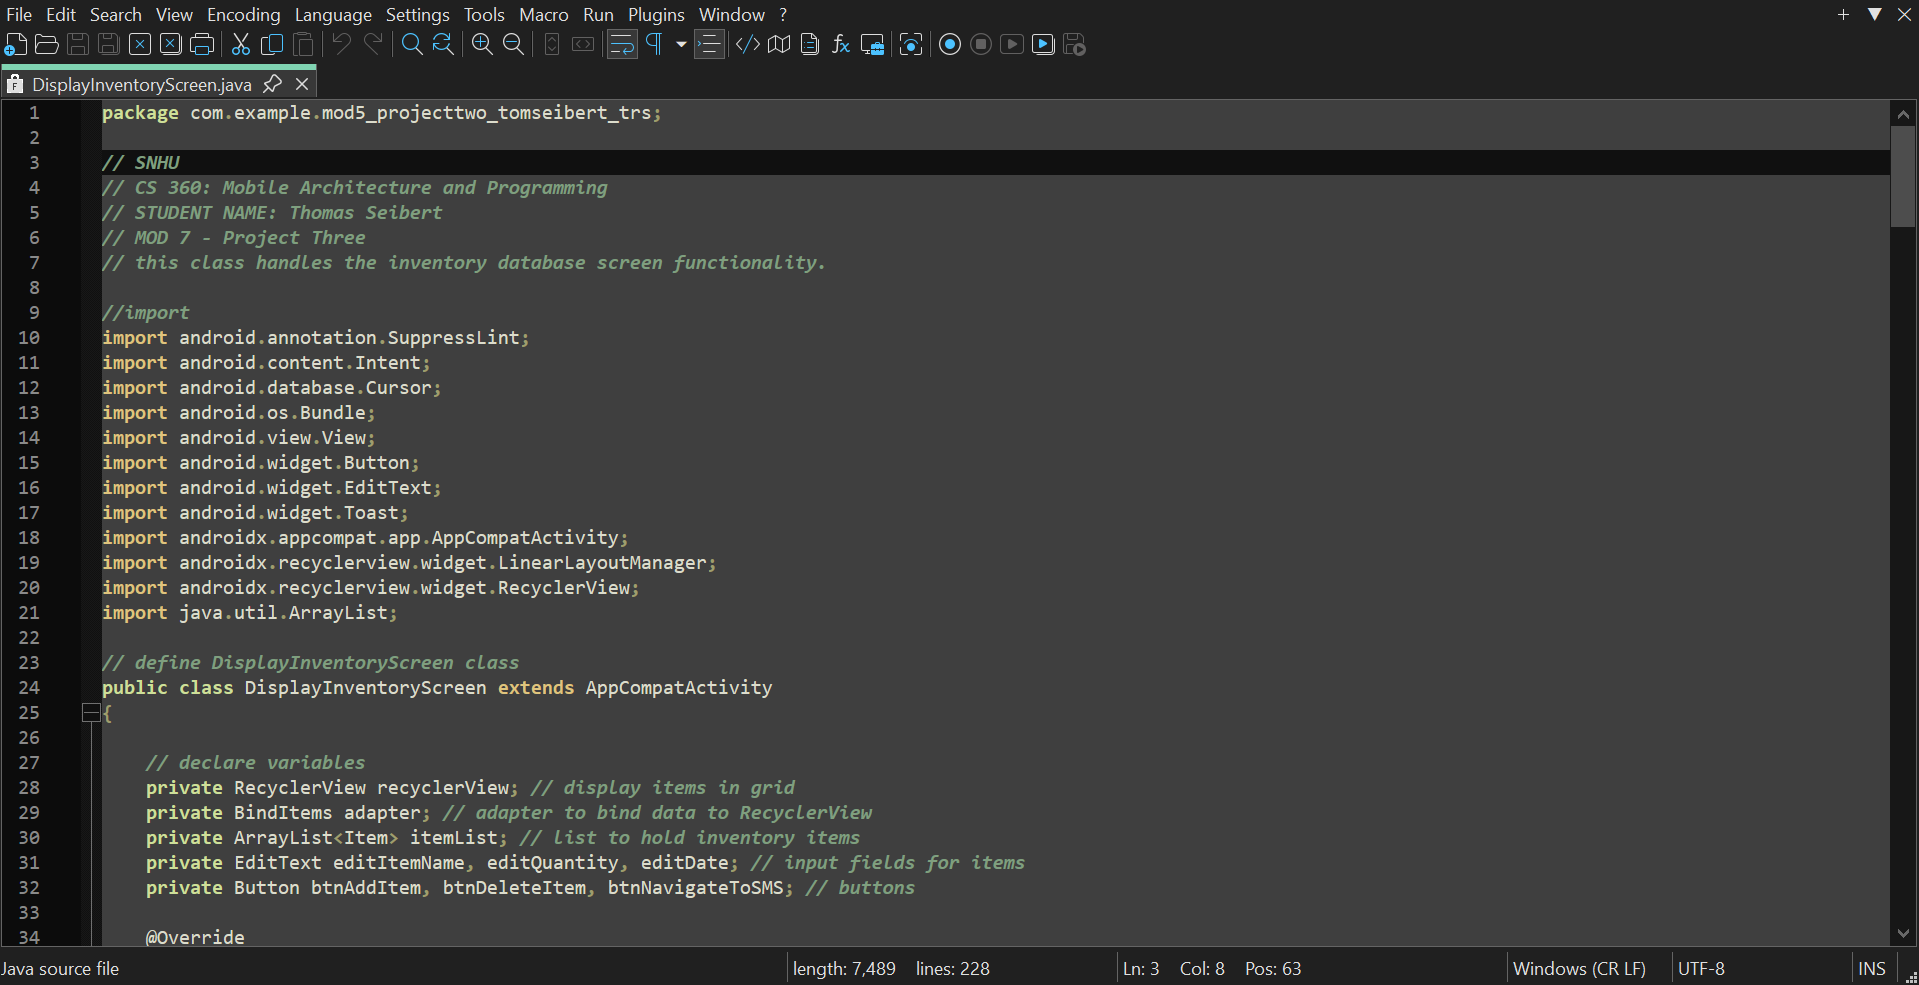 File Edit Search View Encoding Language Settings Tools Macro Run Plugins Window ?
DisplayInventoryScreen.java
1 package com.example.mod5_projecttwo_tomseibert_trs;
2
3 // SNHU
4 // CS 360: Mobile Architecture and Programming
5 // STUDENT NAME: Thomas Seibert
6 // MOD 7 - Project Three
7 // this class handles the inventory database screen functionality.
8
9 //import
10 import android.annotation.SuppressLint;
11 import android.content.Intent;
12 import android.database.Cursor;
13 import android.os.Bundle;
14 import android.view.View;
15 import android.widget.Button;
16 import android.widget.EditText;
17 import android.widget.Toast;
18 import androidx.appcompat.app.AppCompatActivity;
19 import androidx.recyclerview.widget.LinearLayoutManager;
20 import androidx.recyclerview.widget.RecyclerView;
21 import java.util.ArrayList;
22
23 // define DisplayInventoryScreen class
24 public class DisplayInventoryScreen extends AppCompatActivity
25 {
26
27 // declare variables
28 private RecyclerView recyclerView; // display items in grid
29 private BindItems adapter; // adapter to bind data to RecyclerView
30 private ArrayList<Item> itemList; // list to hold inventory items
31 private EditText editItemName, editQuantity, editDate; // input fields for items
32 private Button btnAddItem, btnDeleteItem, btnNavigateToSMS; // buttons
33
34 @Override
Java source file length: 7,489 lines: 228 Ln: 3 Col: 8 Pos: 63 Windows (CR LF) UTF-8 INS